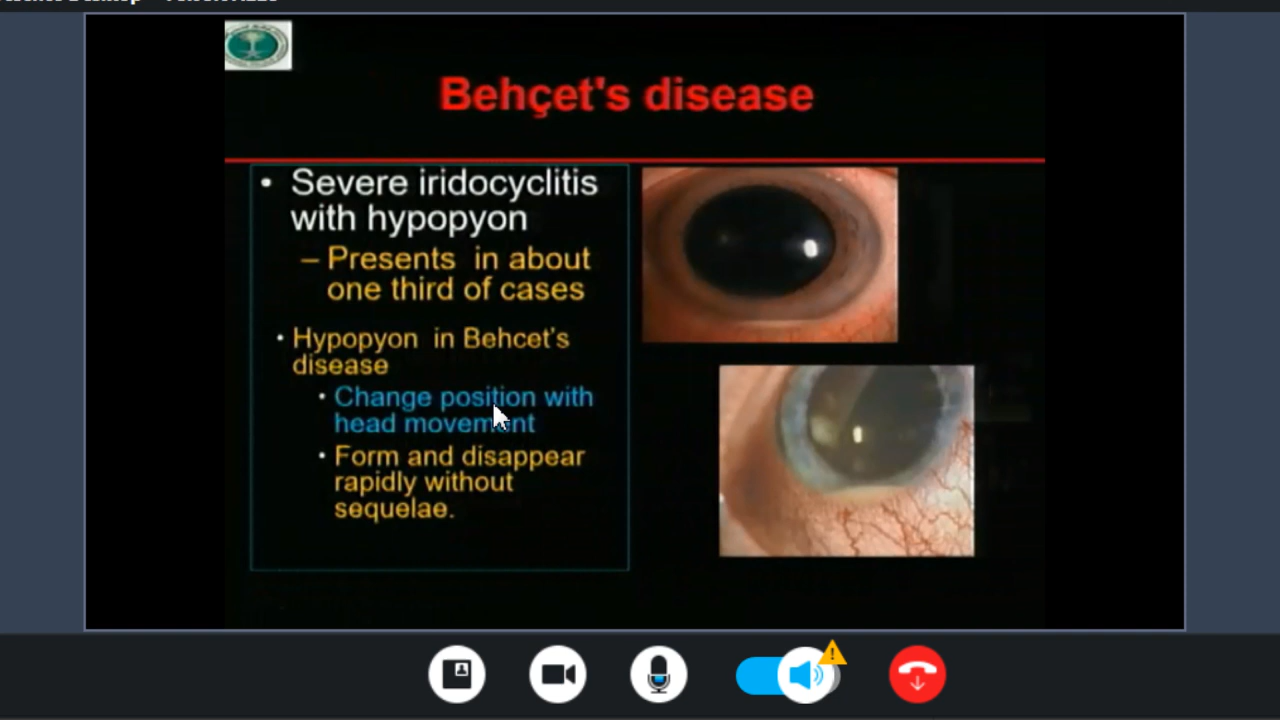 Behçet's disease
• Severe iridocyclitis
with hypopyon
– Presents in about
one third of cases
• Hypopyon in Behcet's
disease
• Change position with
head movement
• Form and disappear
rapidly without
sequelae.